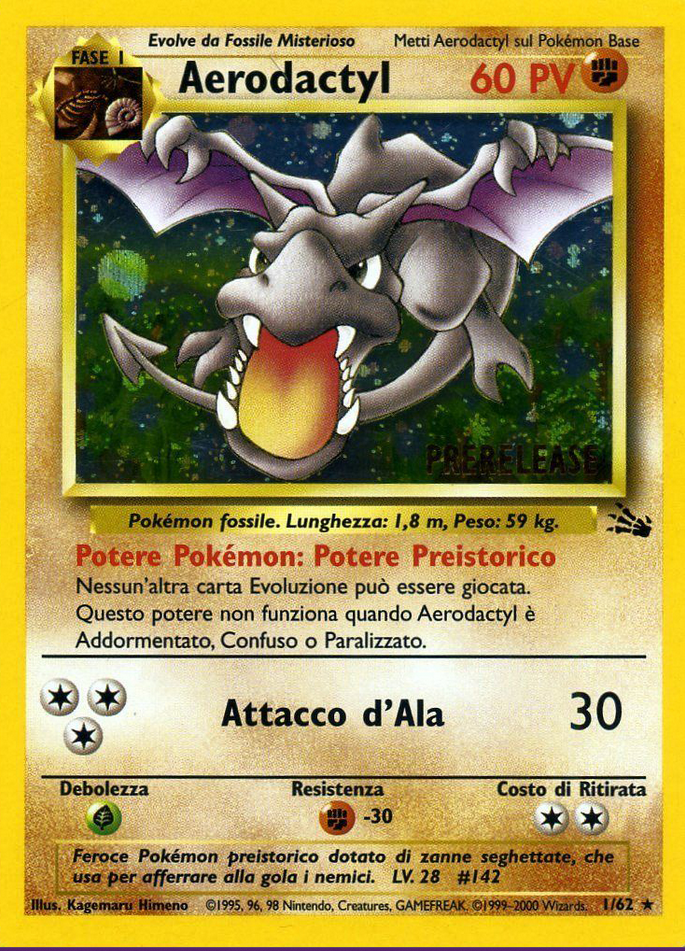 Evolve da Fossile Misterioso Metti Aerodactyl sul Pokémon Base
FASE 1
Aerodactyl 60 PV
PRERELEASE
Pokémon fossile. Lunghezza: 1,8 m, Peso: 59 kg.
Potere Pokémon: Potere Preistorico
Nessun'altra carta Evoluzione può essere giocata.
Questo potere non funziona quando Aerodactyl è
Addormentato, Confuso o Paralizzato.
Attacco d'Ala 30
Debolezza Resistenza Costo di Ritirata
-30
Feroce Pokémon preistorico dotato di zanne seghettate, che
usa per afferrare alla gola i nemici. LV. 28 #142
Illus. Kagemaru Himeno ©1995, 96, 98 Nintendo, Creatures, GAMEFREAK. ©1999-2000 Wizards. 1/62 ★